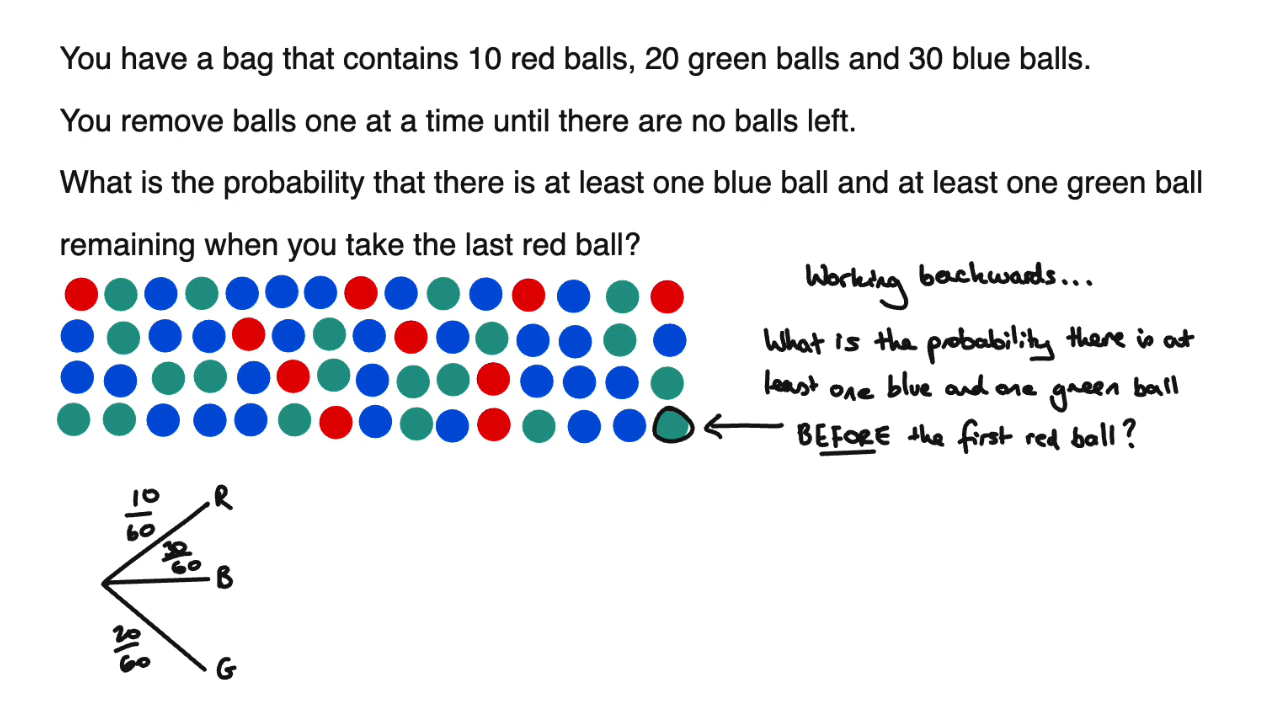 You have a bag that contains 10 red balls, 20 green balls and 30 blue balls.
You remove balls one at a time until there are no balls left.
What is the probability that there is at least one blue ball and at least one green ball
remaining when you take the last red ball?
Working backwards...
What is the probability there is at
least one blue and one green ball
BEFORE the first red ball?
10/60 R
30/60 B
20/60 G